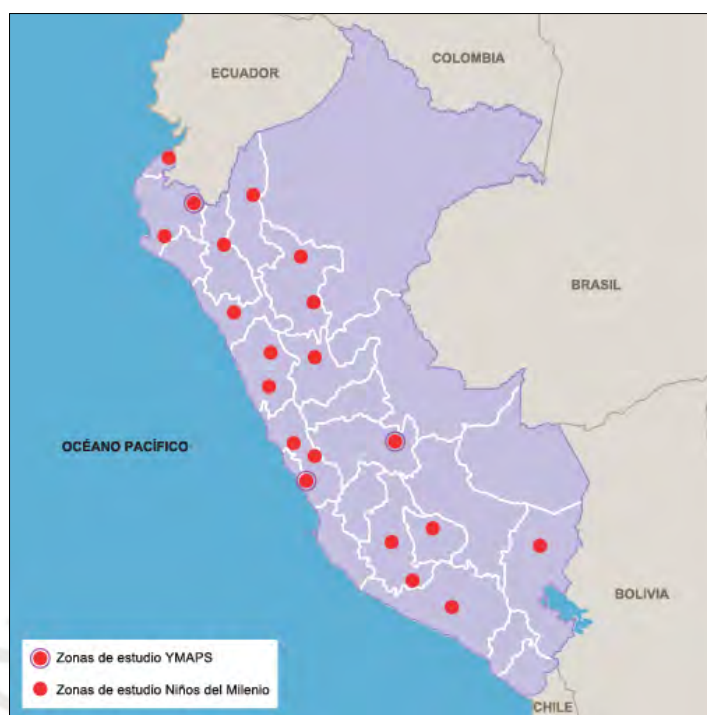 COLOMBIA
ECUADOR
BRASIL
OCÉANO PACÍFICO
BOLIVIA
Zonas de estudio YMAPS
Zonas de estudio Niños del Milenio
CHILE